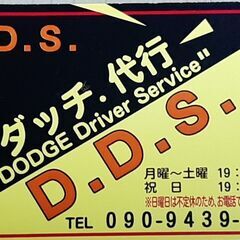 D.S.
ダッチ.代行
DODGE Driver Service"
D.D.S.
月曜〜土曜 19:
祝 日 19:
※日曜日は不定休のため、お電話で
TEL 090-9439-